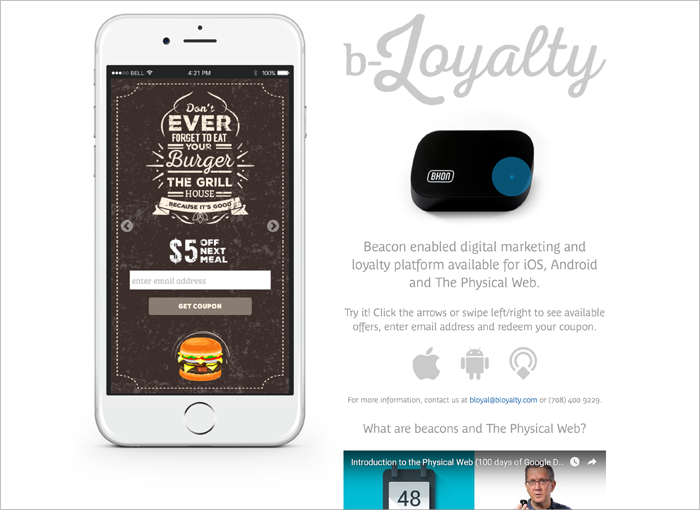 BELL 4:21 PM 100%
Don't
EVER
FORGET TO EAT
YOUR
Burger
THE GRILL
HOUSE
BECAUSE IT'S GOOD
$5 OFF
NEXT
MEAL
enter email address
GET COUPON
b-Loyalty
BKON
Beacon enabled digital marketing and
loyalty platform available for iOS, Android
and The Physical Web.
Try it! Click the arrows or swipe left/right to see available
offers, enter email address and redeem your coupon.
For more information, contact us at bloyal@bloyalty.com or (708) 400 9229.
What are beacons and The Physical Web?
Introduction to the Physical Web (100 days of Google D...
48